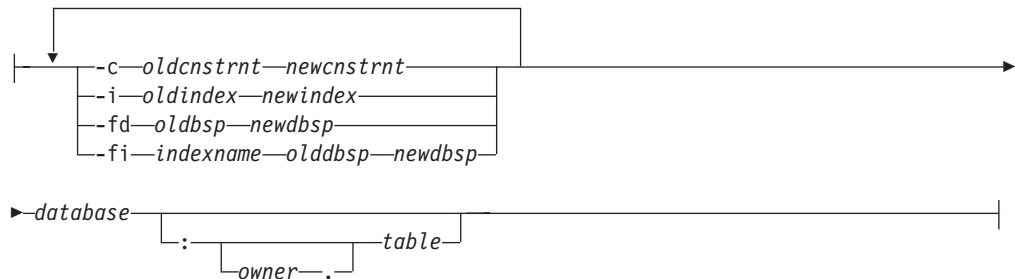 -c oldcnstrnt newcnstrnt
-i oldindex newindex
-fd oldbsp newdbsp
-fi indexname olddbsp newdbsp
database
: table
owner .